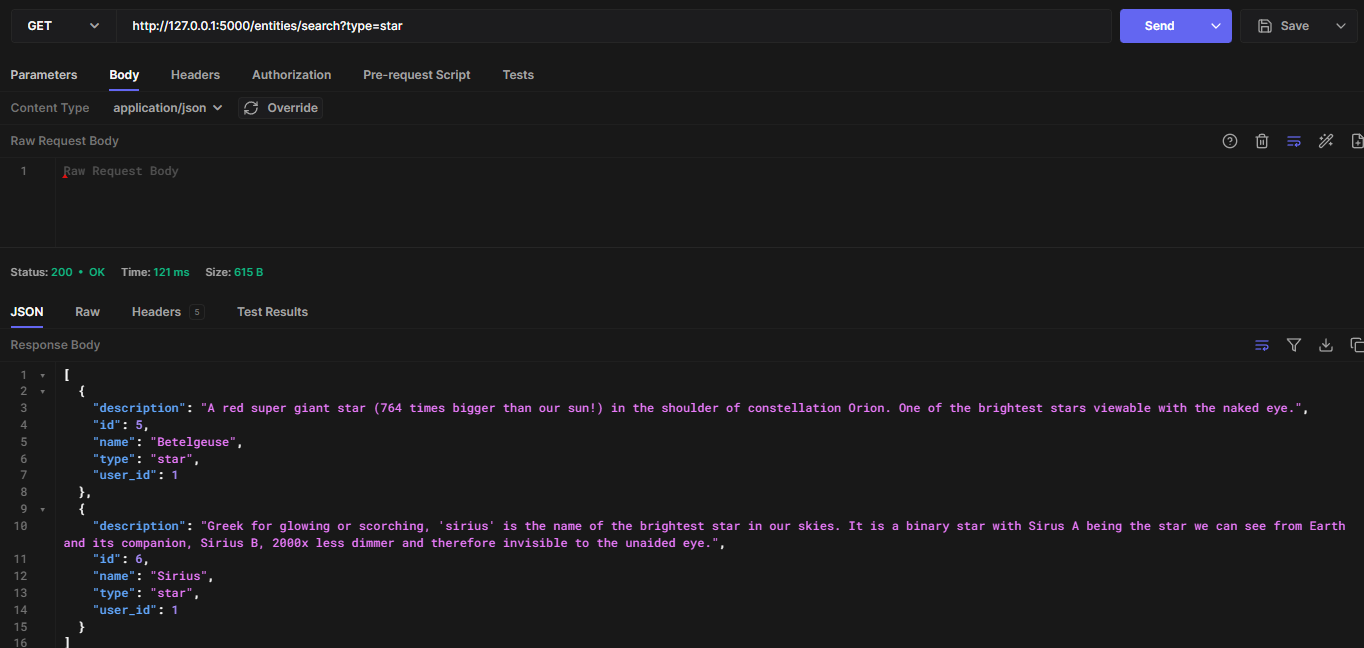 GET http://127.0.0.1:5000/entities/search?type=star Send Save
Parameters Body Headers Authorization Pre-request Script Tests
Content Type application/json Override
Raw Request Body
1 Raw Request Body
Status: 200 • OK Time: 121 ms Size: 615 B
JSON Raw Headers 5 Test Results
Response Body
1 [
2 {
3 "description": "A red super giant star (764 times bigger than our sun!) in the shoulder of constellation Orion. One of the brightest stars viewable with the naked eye.",
4 "id": 5,
5 "name": "Betelgeuse",
6 "type": "star",
7 "user_id": 1
8 },
9 {
10 "description": "Greek for glowing or scorching, 'sirius' is the name of the brightest star in our skies. It is a binary star with Sirus A being the star we can see from Earth
and its companion, Sirius B, 2000x less dimmer and therefore invisible to the unaided eye.",
11 "id": 6,
12 "name": "Sirius",
13 "type": "star",
14 "user_id": 1
15 }
16 ]